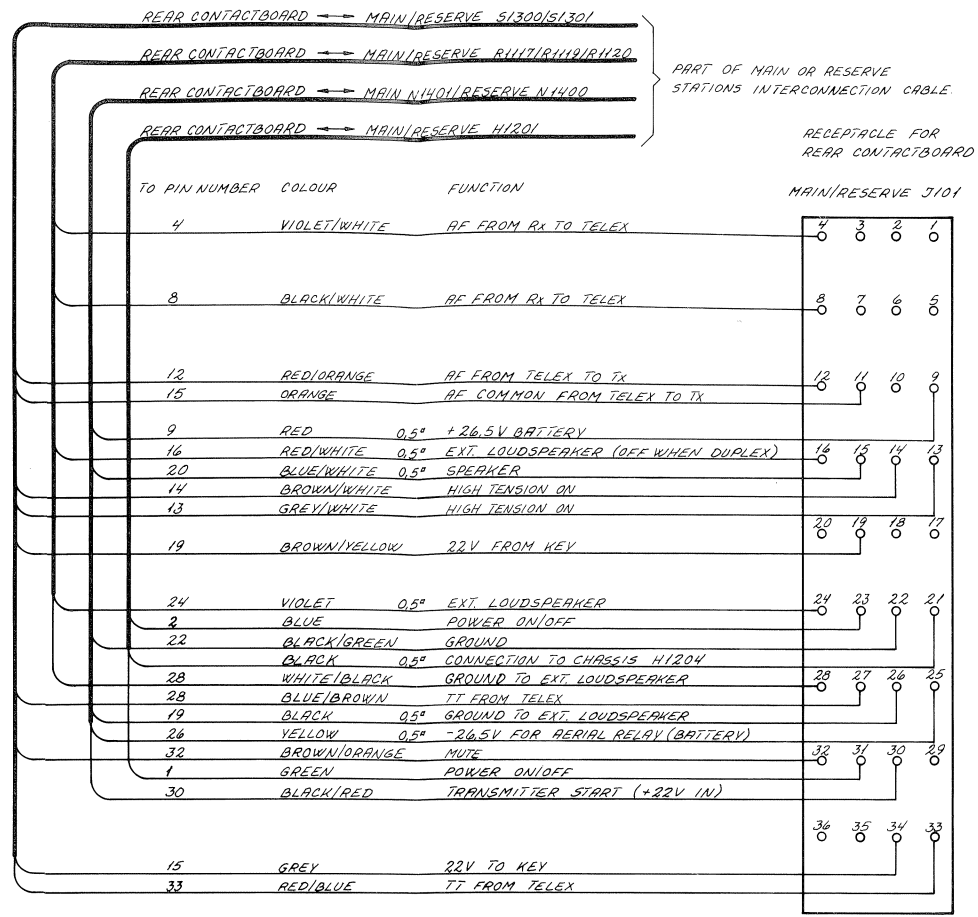 REAR CONTACTBOARD ↔ MAIN/RESERVE S1300/S1301
REAR CONTACTBOARD ↔ MAIN/RESERVE R1117/R1119/R1120
REAR CONTACTBOARD ↔ MAIN N1401/RESERVE N1400
REAR CONTACTBOARD ↔ MAIN/RESERVE H1201
PART OF MAIN OR RESERVE
STATIONS INTERCONNECTION CABLE.
RECEPTACLE FOR
REAR CONTACTBOARD
MAIN/RESERVE J101
TO PIN NUMBER COLOUR FUNCTION
4 VIOLET/WHITE AF FROM Rx TO TELEX
4 3 2 1
8 BLACK/WHITE AF FROM Rx TO TELEX
8 7 6 5
12 RED/ORANGE AF FROM TELEX TO Tx
12 11 10 9
15 ORANGE AF COMMON FROM TELEX TO TX
9 RED 0,5° +26,5V BATTERY
16 RED/WHITE 0,5° EXT. LOUDSPEAKER (OFF WHEN DUPLEX)
16 15 14 13
20 BLUE/WHITE 0,5° SPEAKER
14 BROWN/WHITE HIGH TENSION ON
13 GREY/WHITE HIGH TENSION ON
20 19 18 17
19 BROWN/YELLOW 22V FROM KEY
24 VIOLET 0,5° EXT. LOUDSPEAKER
24 23 22 21
2 BLUE POWER ON/OFF
22 BLACK/GREEN GROUND
BLACK 0,5° CONNECTION TO CHASSIS H1204
28 WHITE/BLACK GROUND TO EXT. LOUDSPEAKER
28 27 26 25
28 BLUE/BROWN TT FROM TELEX
19 BLACK 0,5° GROUND TO EXT. LOUDSPEAKER
26 YELLOW 0,5° -26,5V FOR AERIAL RELAY (BATTERY)
32 BROWN/ORANGE MUTE
32 31 30 29
1 GREEN POWER ON/OFF
30 BLACK/RED TRANSMITTER START (+22V IN)
36 35 34 33
15 GREY 22V TO KEY
33 RED/BLUE TT FROM TELEX